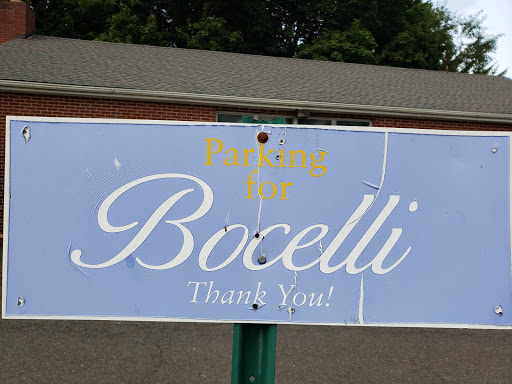 Parking
for
Bocelli
Thank You!